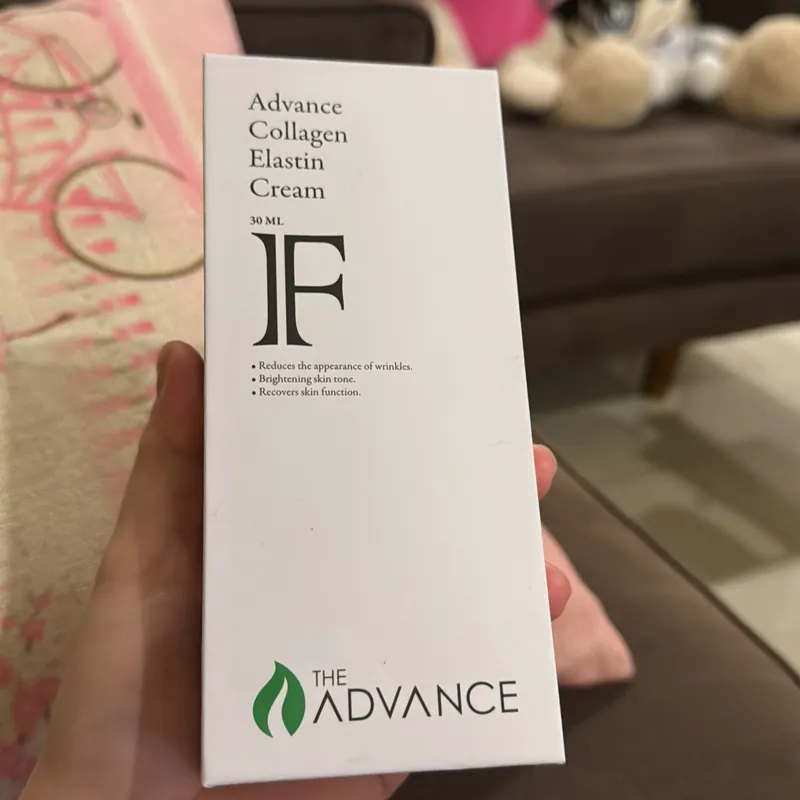 Advance
Collagen
Elastin
Cream
30 ML
F
• Reduces the appearance of wrinkles.
• Brightening skin tone.
• Recovers skin function.
THE
ADVANCE